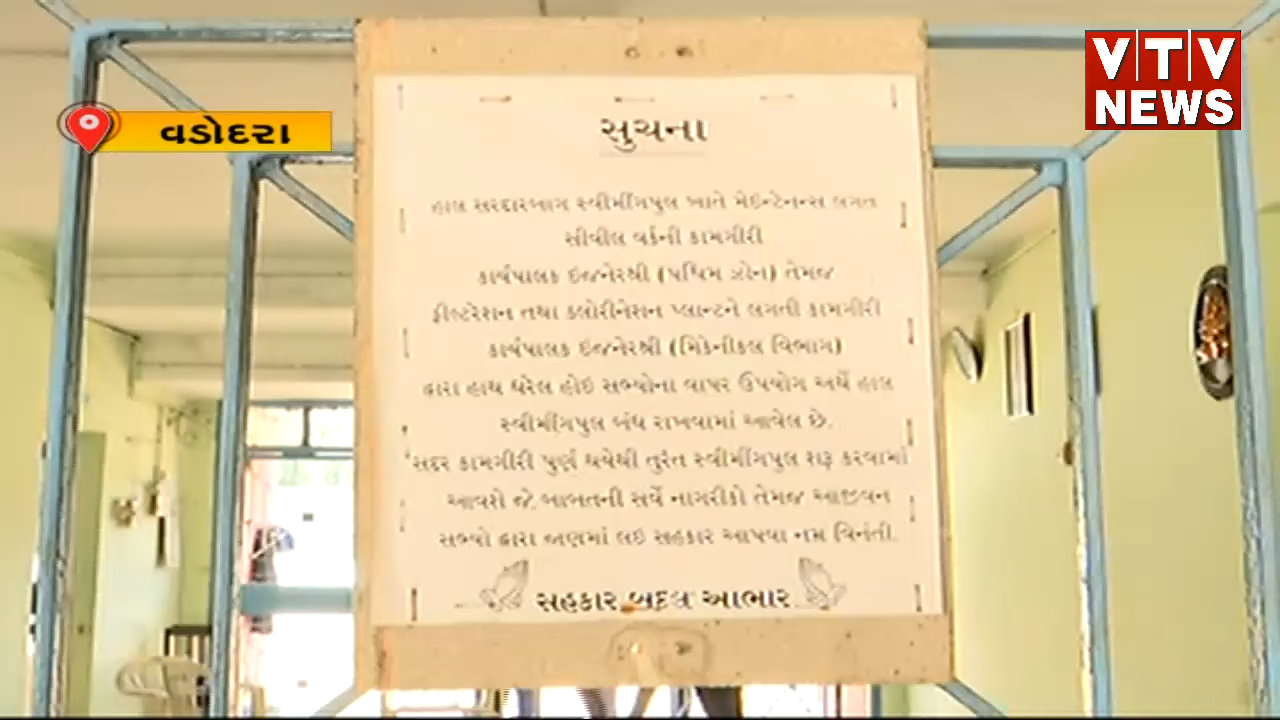 VTV
NEWS
વડોદરા
સુચના
હાલ સરદારબાગ સ્વીમીંગપુલ ખાતે મેઇન્ટેનન્સ લગત
સીવીલ વર્કની કામગીરી
કાર્યપાલક ઇજનેરશ્રી (પશ્ચિમ ઝોન) તેમજ
ફીલ્ટરેશન તથા ક્લોરીનેશન પ્લાન્ટને લગતી કામગીરી
કાર્યપાલક ઇજનેરશ્રી (મિકેનીકલ વિભાગ)
દ્વારા હાથ ધરેલ હોઇ સભ્યોના વાપર ઉપયોગ અર્થે હાલ
સ્વીમીંગપુલ બંધ રાખવામાં આવેલ છે.
સદર કામગીરી પુર્ણ થયેથી તુરંત સ્વીમીંગપુલ શરૂ કરવામાં
આવશે જે બાબતની સર્વે નાગરીકો તેમજ આજીવન
સભ્યો દ્વારા જાણમાં લઇ સહકાર આપવા નમ્ર વિનંતી.
સહકાર બદલ આભાર